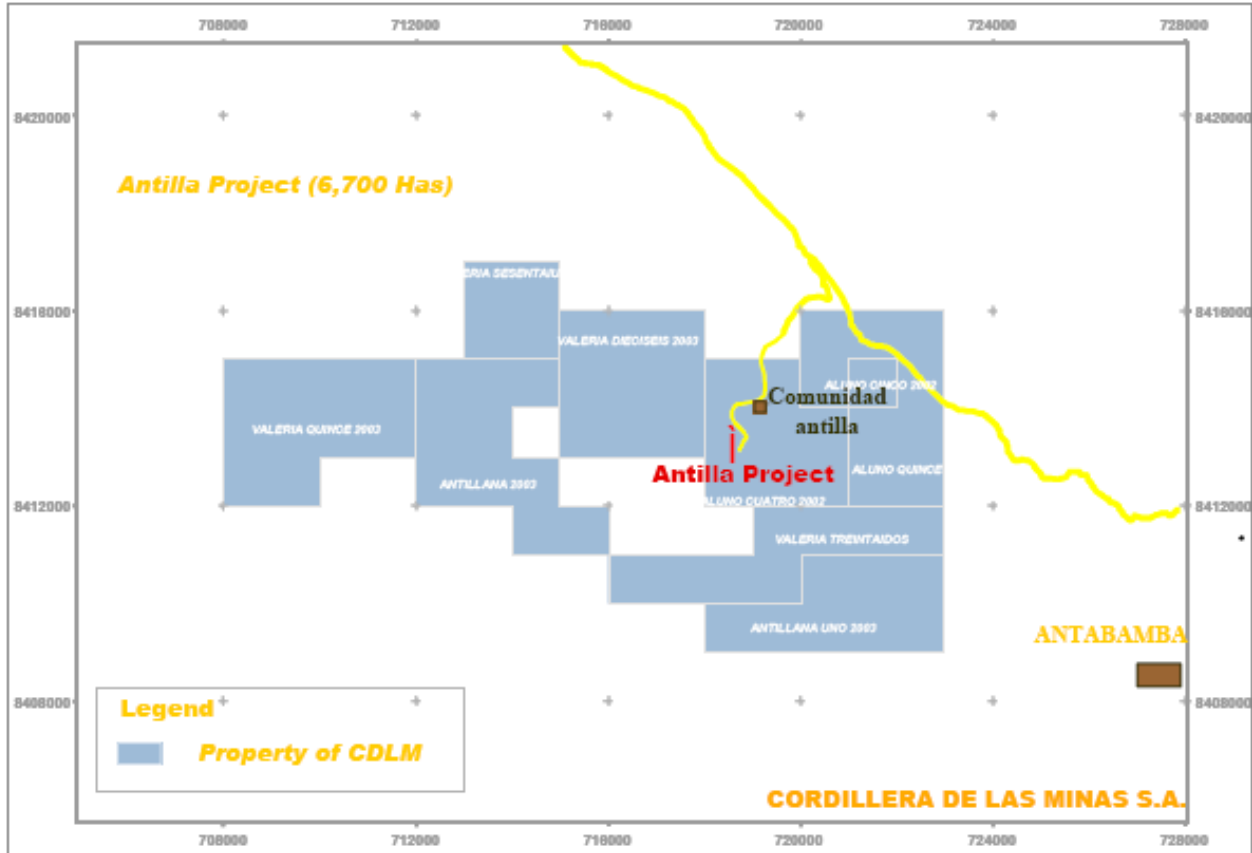 708000 712000 716000 720000 724000 728000
8420000 8420000
Antilla Project (6,700 Has)
ERIA SESENTAIU
8416000 8416000
VALERIA DIECISEIS 2003
ALUNO CINCO 2002
Comunidad
antilla
VALERIA QUINCE 2003
ALUNO QUINCE
Antilla Project
ANTILLANA 2003
ALUNO CUATRO 2002
8412000 8412000
VALERIA TREINTAIDOS
ANTILLANA UNO 2003
ANTABAMBA
8408000 8408000
Legend
Property of CDLM
CORDILLERA DE LAS MINAS S.A.
708000 712000 716000 720000 724000 728000